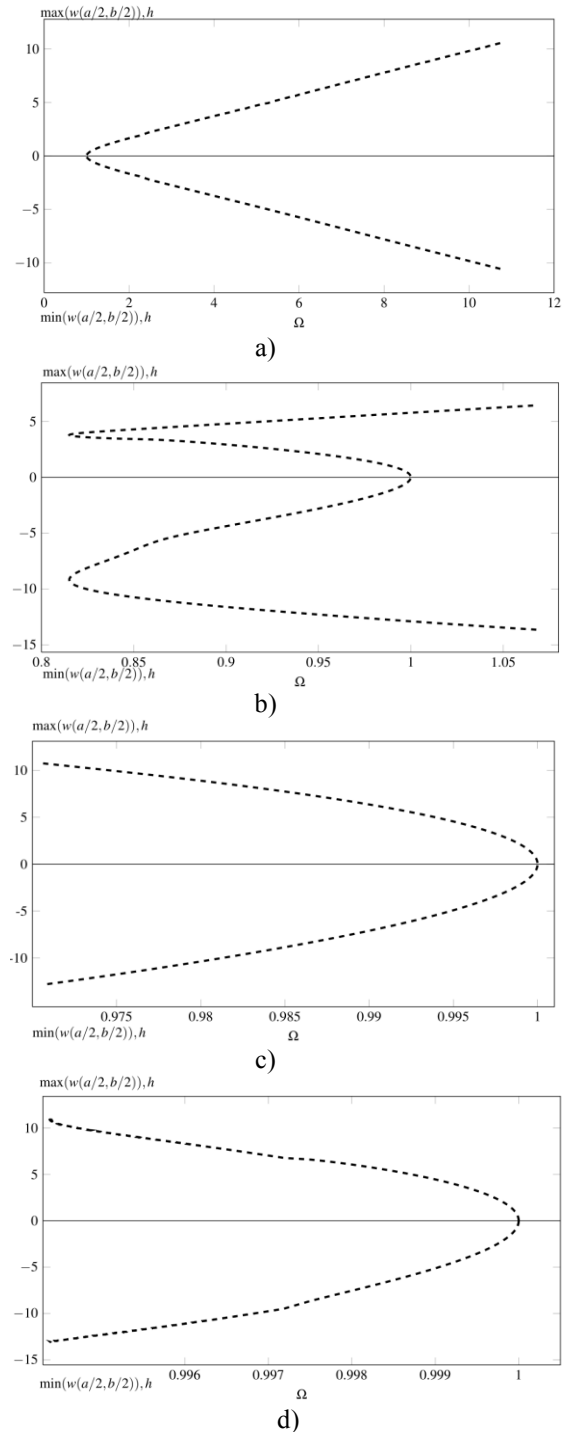 max(w(a/2,b/2)),h
10
5
0
−5
−10
0 2 4 6 8 10 12
min(w(a/2,b/2)),h Ω
a)
max(w(a/2,b/2)),h
5
0
−5
−10
−15
0.8 0.85 0.9 0.95 1 1.05
min(w(a/2,b/2)),h Ω
b)
max(w(a/2,b/2)),h
10
5
0
-5
-10
0.975 0.98 0.985 0.99 0.995 1
min(w(a/2,b/2)),h Ω
c)
max(w(a/2,b/2)),h
10
5
0
−5
−10
−15
0.996 0.997 0.998 0.999 1
min(w(a/2,b/2)),h Ω
d)